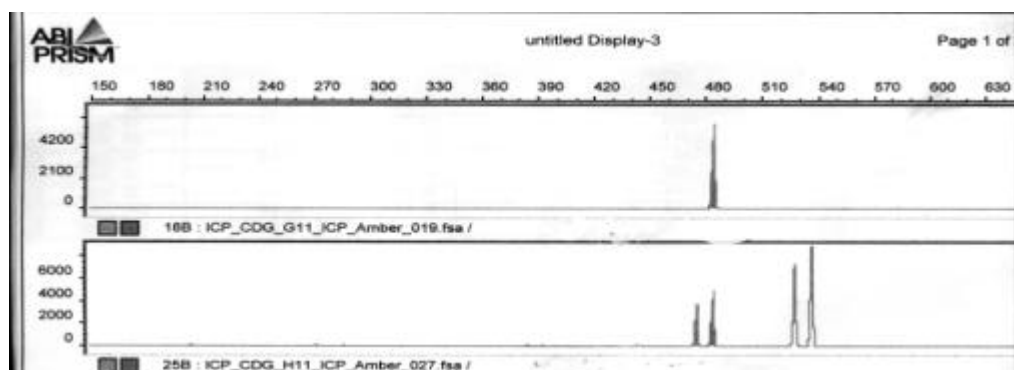 ABI
PRISM
untitled Display-3
Page 1 of
150 180 210 240 270 300 330 360 390 420 450 480 510 540 570 600 630
4200
2100
0
16B : ICP_CDG_G11_ICP_Amber_019.fsa /
6000
4000
2000
0
25B : ICP_CDG_H11_ICP_Amber_027.fsa /